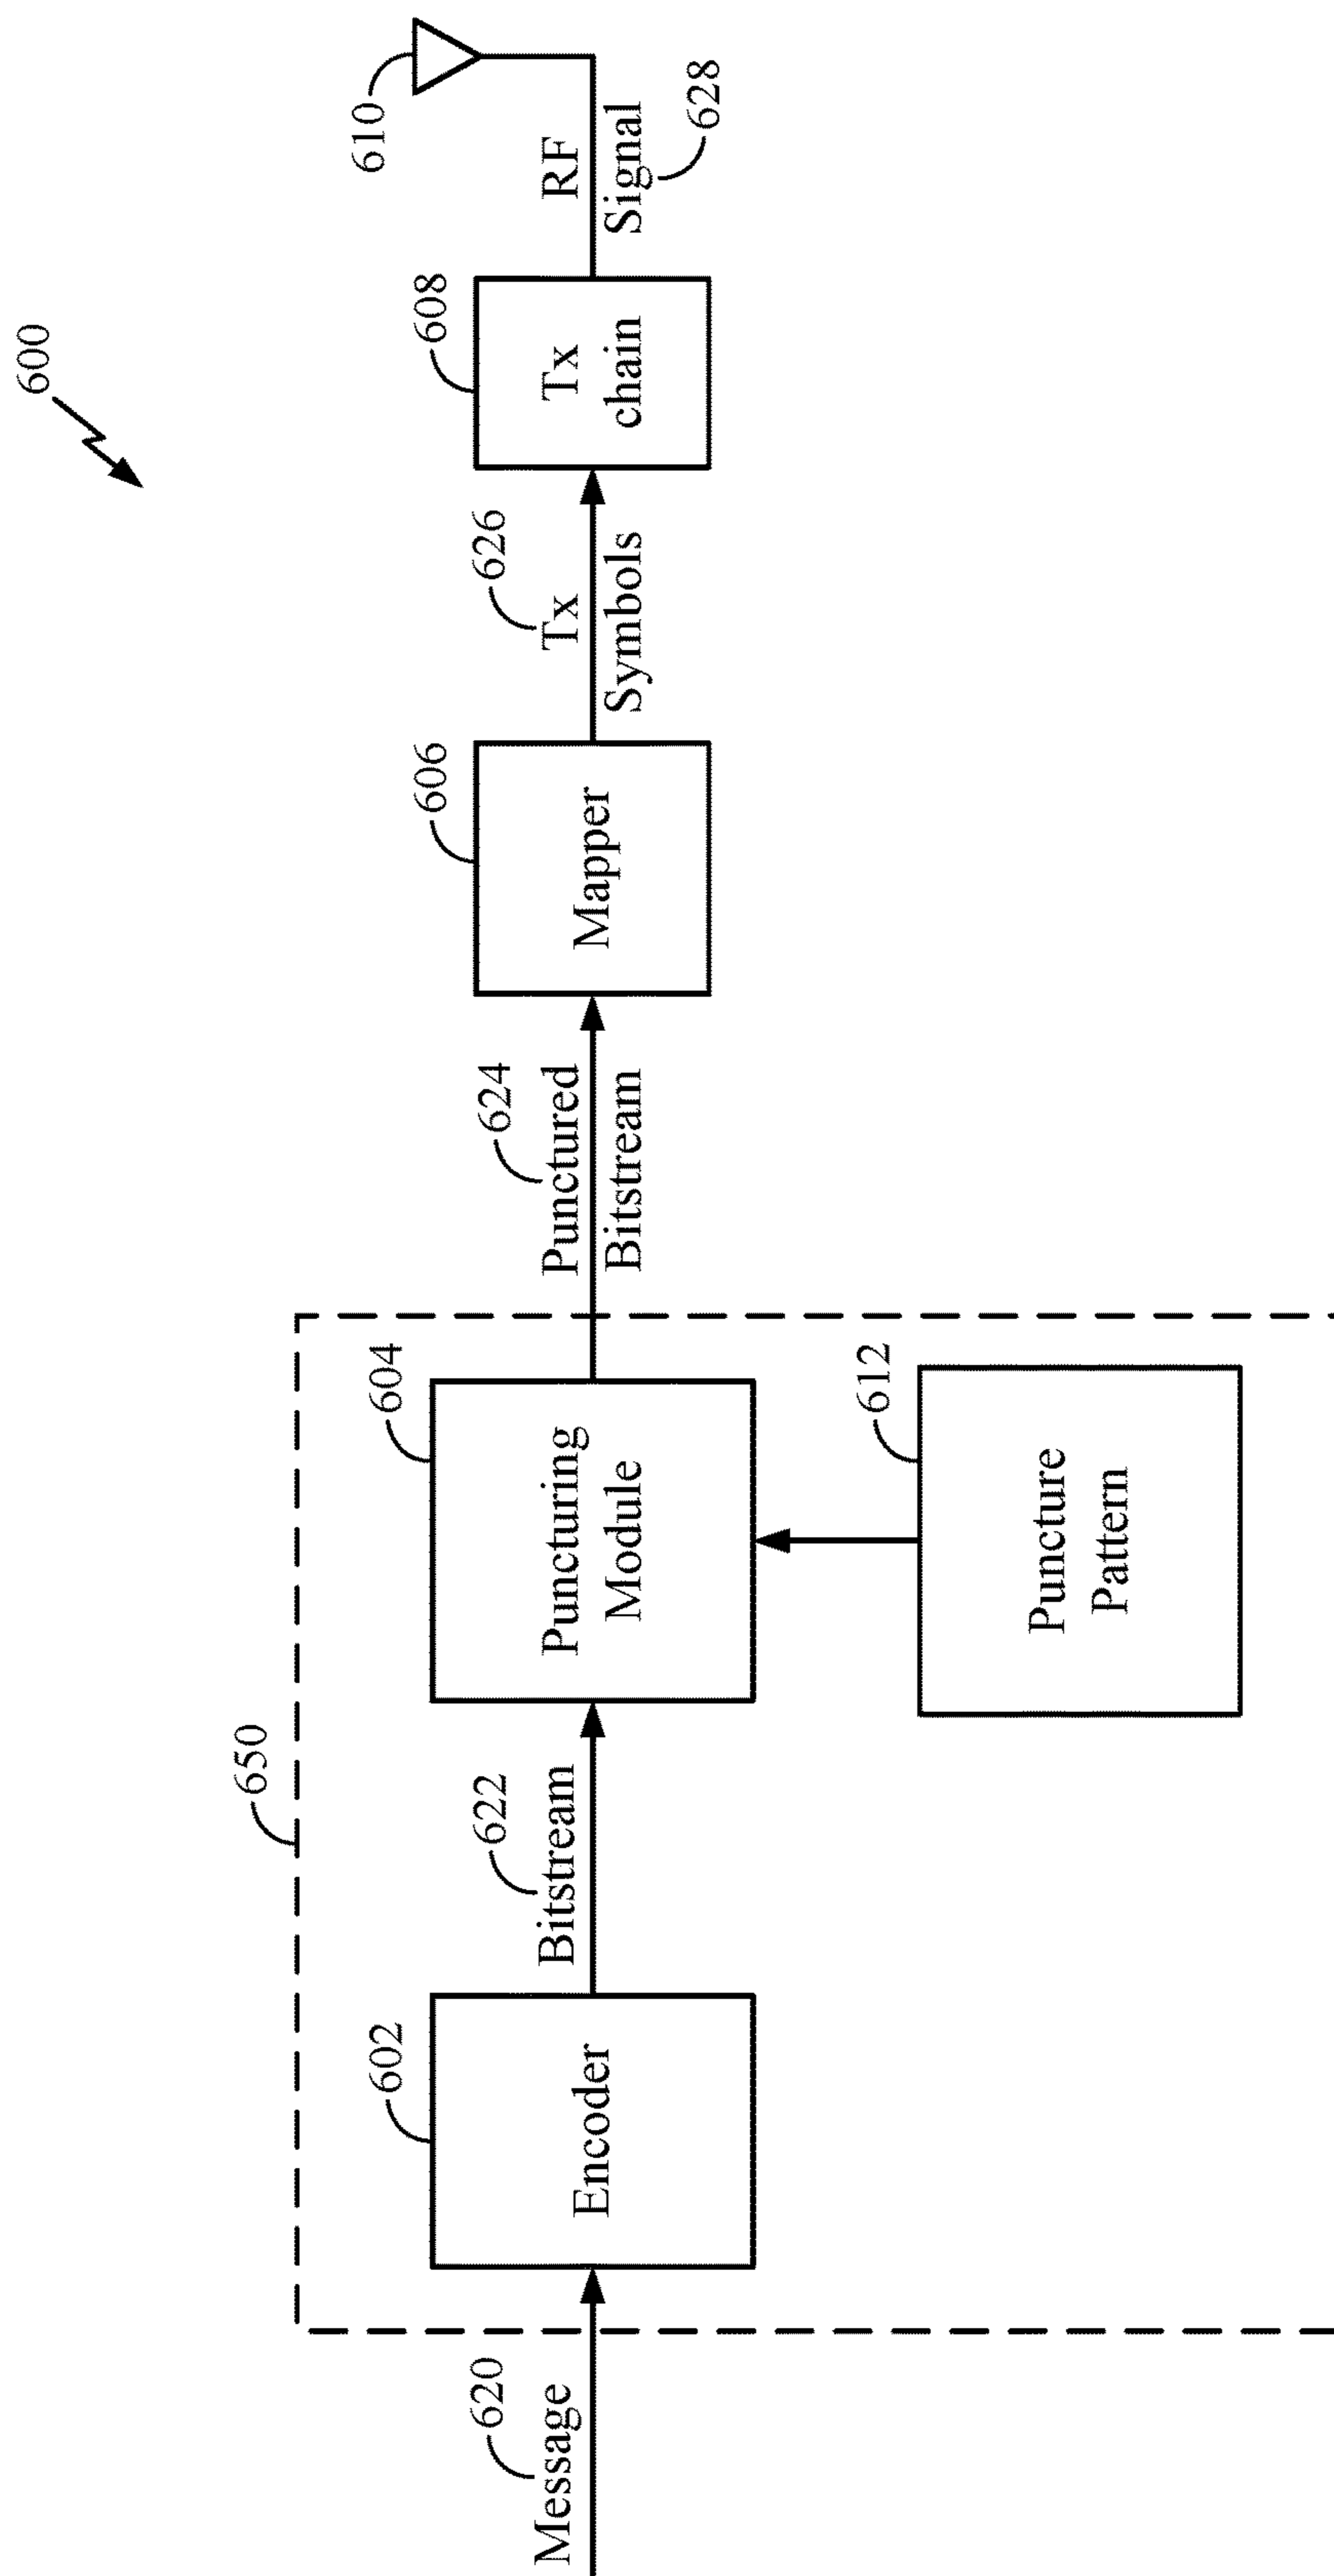 600
650
620
Message
602
Encoder
622
Bitstream
604
Puncturing
Module
612
Puncture
Pattern
624
Punctured
Bitstream
606
Mapper
626
Tx
Symbols
608
Tx
chain
RF
Signal
628
610